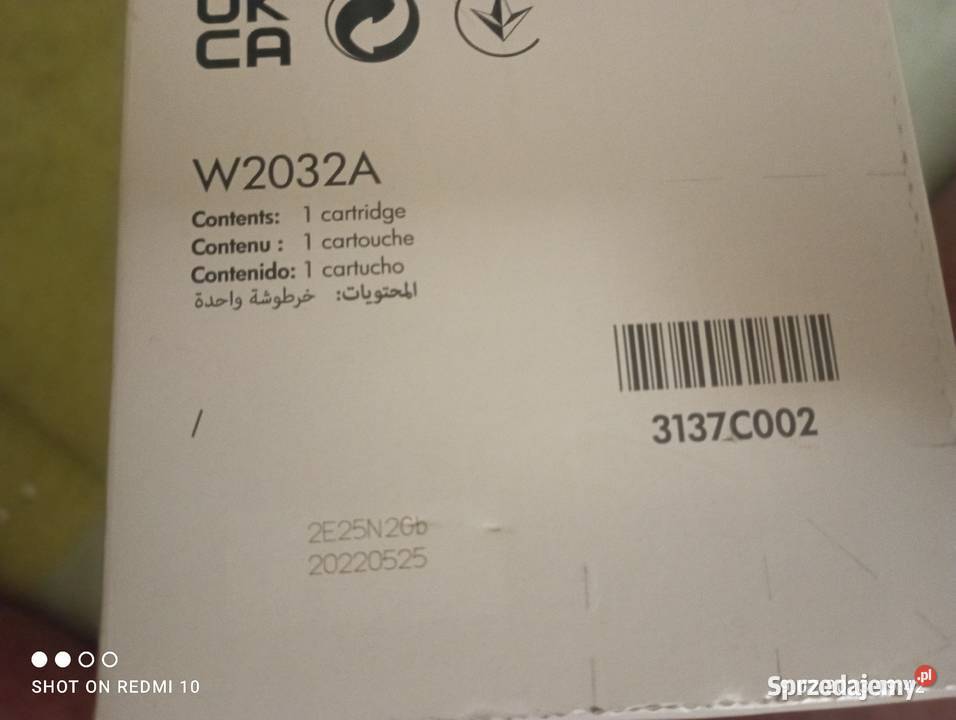 UK
CA
W2032A
Contents: 1 cartridge
Contenu : 1 cartouche
Contenido: 1 cartucho
المحتويات: خرطوشة واحدة
/
3137C002
2E25N2Gb
20220525
SHOT ON REDMI 10
Sprzedajemy.pl